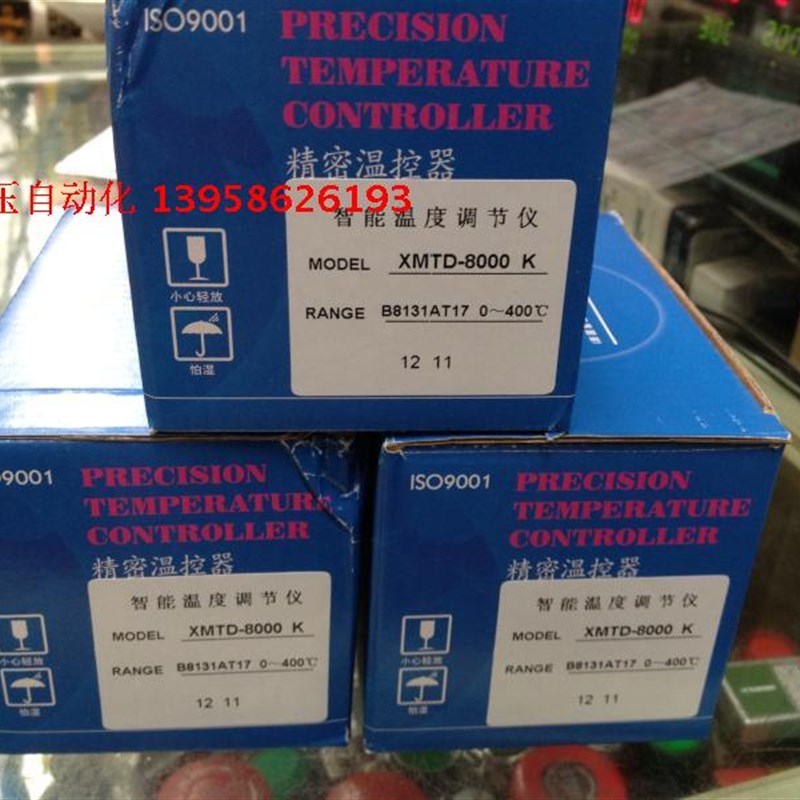 ISO9001
PRECISION
TEMPERATURE
CONTROLLER
精密温控器
压自动化 13958626193
智能温度调节仪
MODEL XMTD-8000 K
RANGE B8131AT17 0～400℃
12 11
小心轻放
怕湿
9001
PRECISION
TEMPERATURE
CONTROLLER
精密温控器
智能温度调节仪
MODEL XMTD-8000 K
RANGE B8131AT17 0～400℃
12 11
小心轻放
怕湿
ISO9001
PRECISION
TEMPERATURE
CONTROLLER
精密温控器
智能温度调节仪
MODEL XMTD-8000 K
RANGE B8131AT17 0～400℃
12 11
小心轻放
怕湿